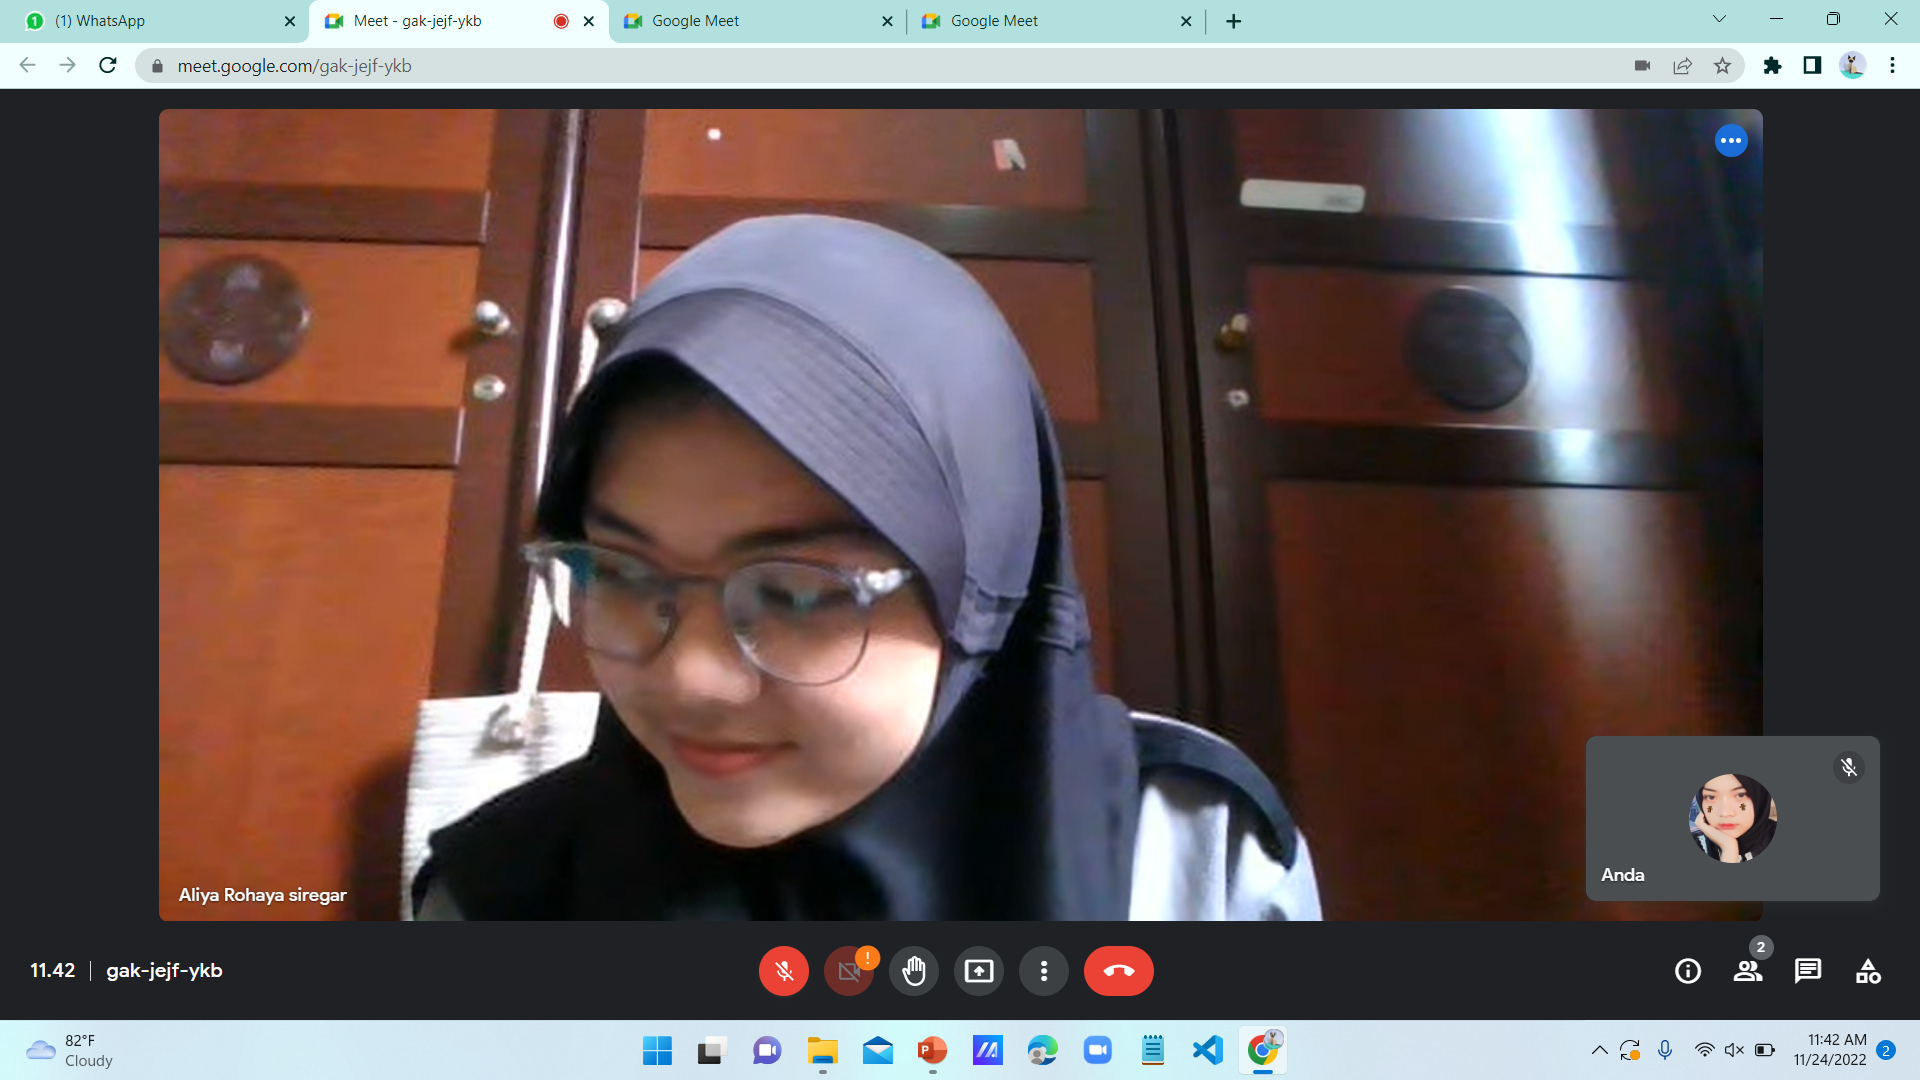 (1) WhatsApp
Meet - gak-jejf-ykb
Google Meet
Google Meet
meet.google.com/gak-jejf-ykb
Aliya Rohaya siregar
Anda
11.42
gak-jejf-ykb
!
2
82°F
Cloudy
P
11:42 AM
11/24/2022
2